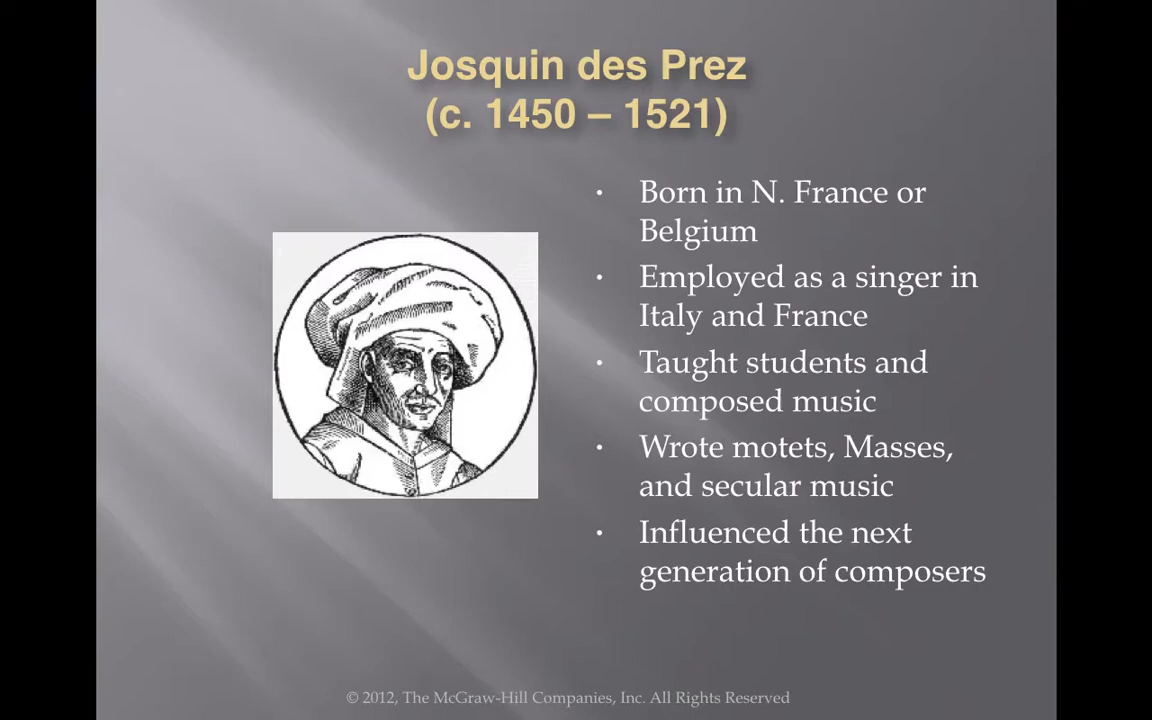 Josquin des Prez
(c. 1450 – 1521)
• Born in N. France or
Belgium
• Employed as a singer in
Italy and France
• Taught students and
composed music
• Wrote motets, Masses,
and secular music
• Influenced the next
generation of composers
© 2012, The McGraw-Hill Companies, Inc. All Rights Reserved